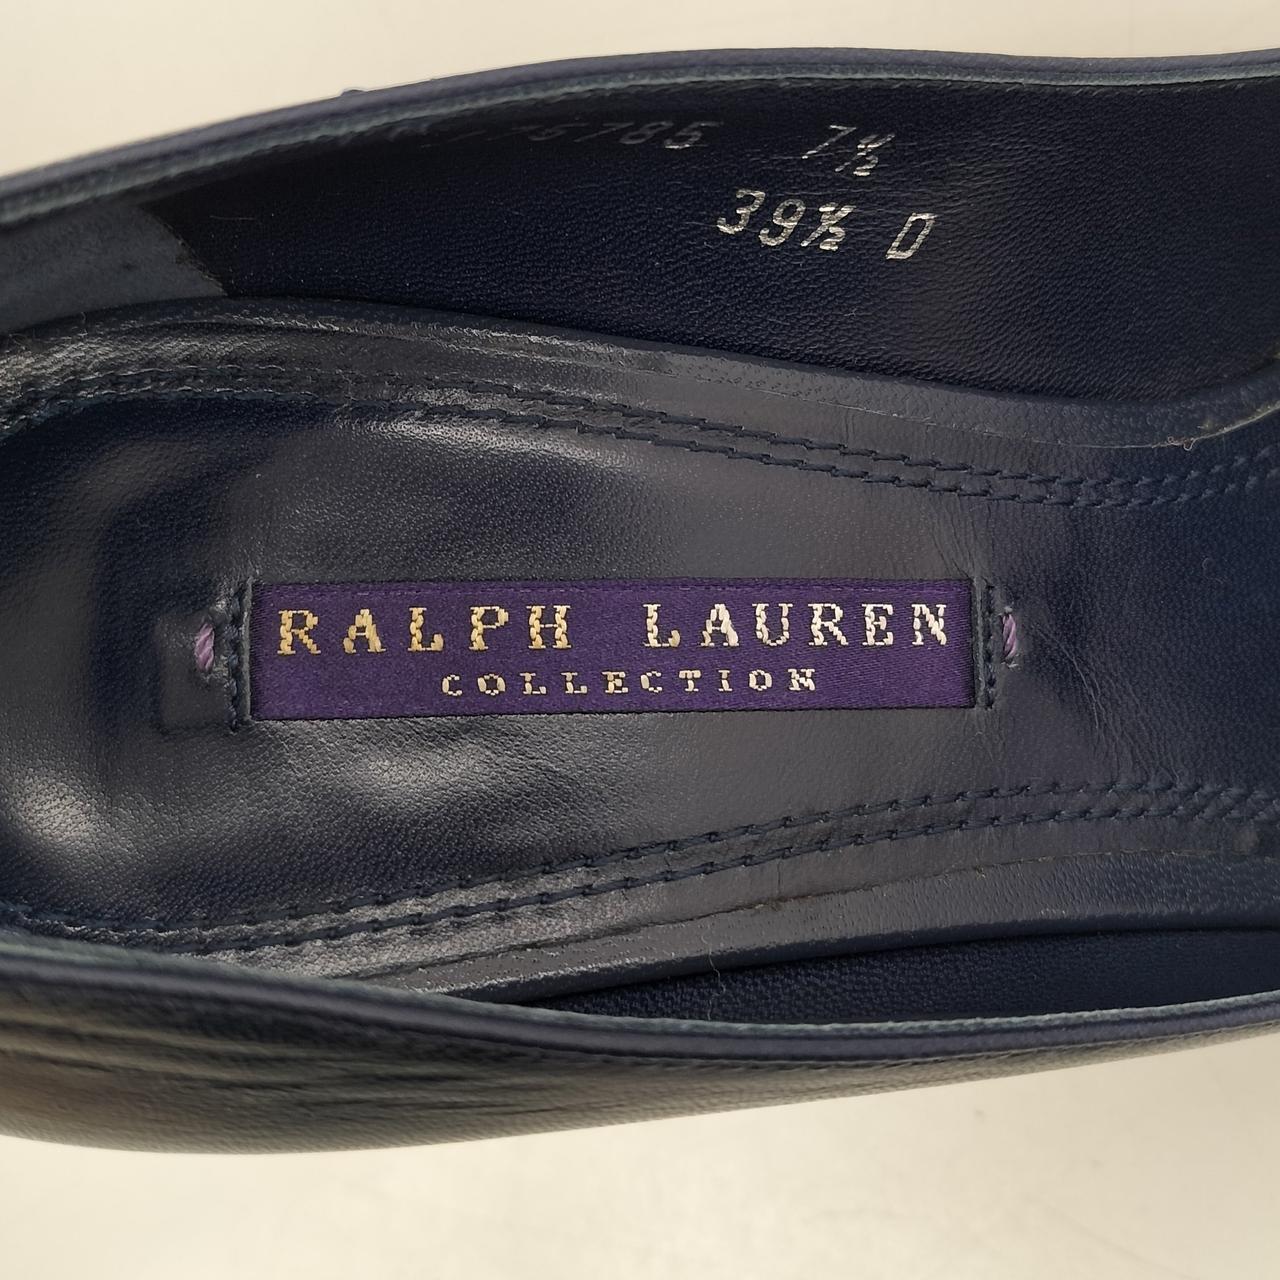 75785 7½
39½ D
RALPH LAUREN
COLLECTION